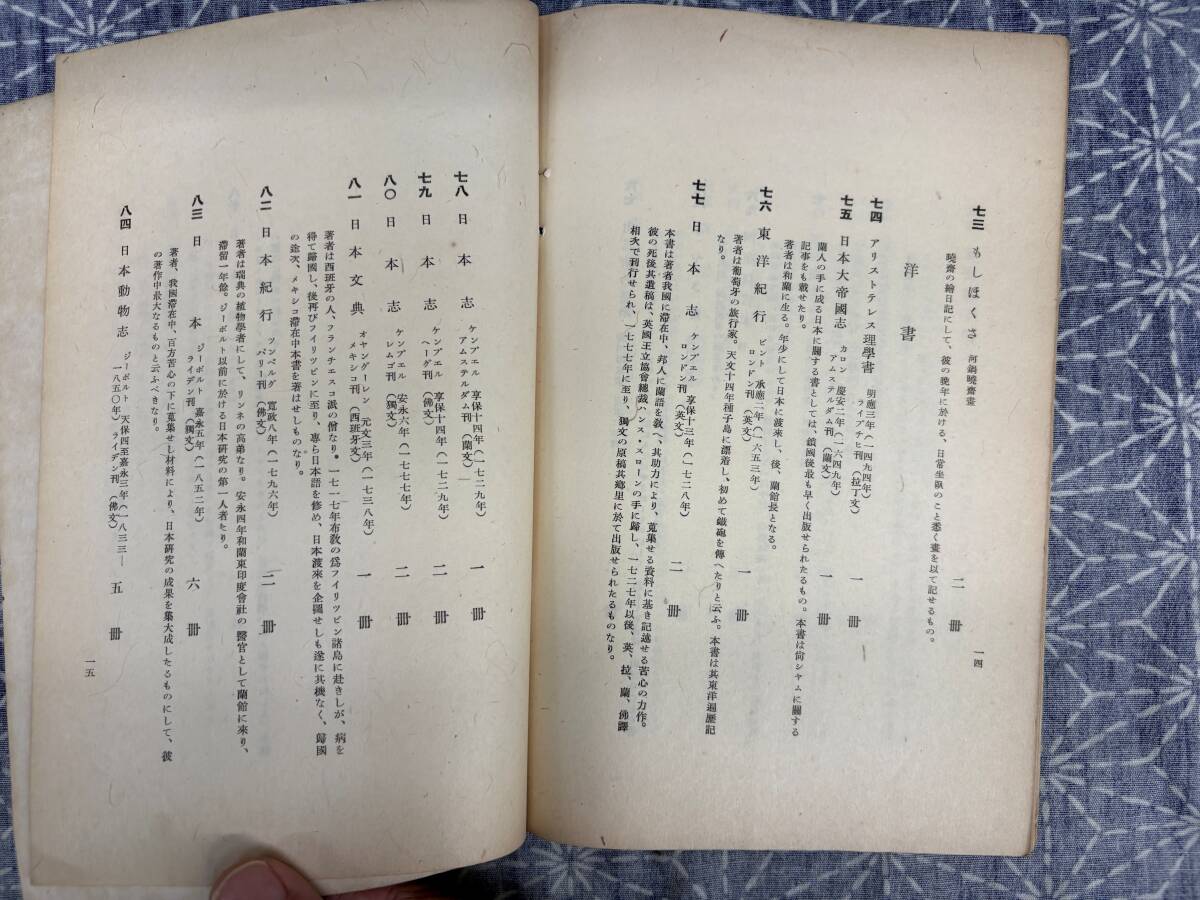 七三 もしほくさ 河鍋曉齋畫 二冊
曉齋の繪日記にして、彼の晩年に於ける、日常坐臥のこと悉く畫を以て記せるもの。
洋書
七四 アリストテレス理學書 明應三年(一四九四年) ライプチヒ刊(拉丁文) 一冊
七五 日本大帝國志 カロン 慶安二年(一六四九年) アムステルダム刊(蘭文) 一冊
蘭人の手に成る日本に關する書としては、鎖國後最も早く出版せられたるもの。本書は尙シャムに關する
記事をも載せたり。
著者は和蘭に生る。年少にして日本に渡來し、後、蘭館長となる。
七六 東洋紀行 ピント 承應二年(一六五三年) ロンドン刊(英文) 一冊
著者は葡萄牙の旅行家。天文十四年種子島に漂着し、初めて鐵砲を傳へたりと云ふ。本書は其東洋遍歷記
なり。
七七 日本志 ケンプエル 享保十三年(一七二八年) ロンドン刊(英文) 二冊
本書は著者我國に滯在中、邦人に蘭語を敎へ、其助力により、蒐集せる資料に基き記述せる苦心の力作。
彼の死後其遺稿は、英國王立協會總裁ハンス・スローンの手に歸し、一七二七年以後、英、拉、蘭、佛譯
相次で刊行せられ、一七七七年に至り、獨文の原稿其鄕里に於て出版せられたるものなり。
一四
七八 日本志 ケンプエル 享保十四年(一七二九年) アムステルダム刊(蘭文) 一冊
七九 日本志 ケンプエル 享保十四年(一七二九年) ヘーグ刊(佛文) 二冊
八〇 日本志 ケンプエル 安永六年(一七七七年) レムゴ刊(獨文) 二冊
八一 日本文典 オヤングーレン 元文三年(一七三八年) メキシコ刊(西班牙文) 一冊
著者は西班牙の人、フランチエスコ派の僧なり。一七一七年布敎の爲フイリツピン諸島に赴きしが、病を
得て歸國し、後再びフイリツピンに至り、專ら日本語を修め、日本渡來を企圖せしも遂に其機なく、歸國
の途次、メキシコ滯在中本書を著はせしものなり。
八二 日本紀行 ツンベルグ 寬政八年(一七九六年) パリー刊(佛文) 二冊
著者は瑞典の植物學者にして、リンネの高弟なり。安永四年和蘭東印度會社の醫官として蘭館に來り、
滯留一年餘。ジーボルト以前に於ける日本研究の第一人者たり。
八三 日本 ジーボルト 嘉永五年(一八五二年) ライデン刊(獨文) 六冊
著者、我國滯在中、百方苦心の下に蒐集せし材料により、日本研究の成果を集大成したるものにして、彼
の著作中最大なるものと云ふべきなり。
八四 日本動物志 ジーボルト 天保四至嘉永三年(一八三三—一八五〇年)ライデン刊(佛文) 五冊
一五